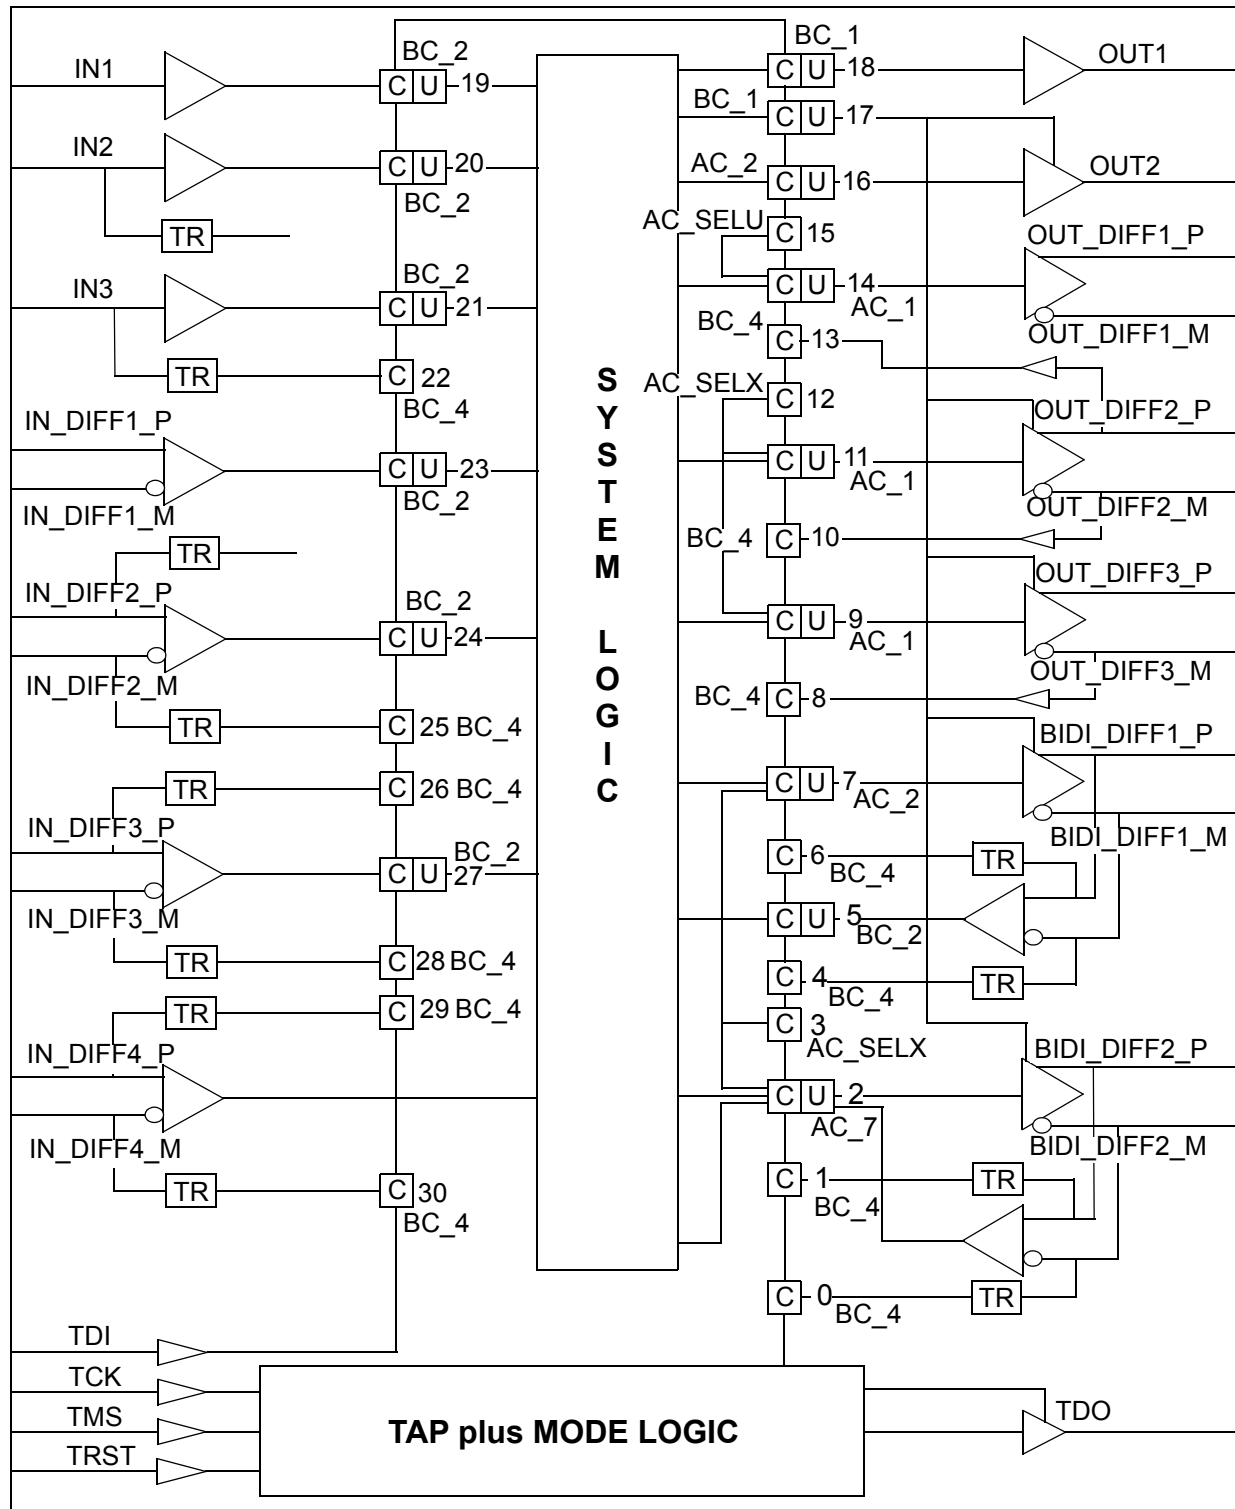 IN1
BC_2
C U 19
IN2
C U 20
BC_2
TR
IN3
BC_2
C U 21
TR
C 22
BC_4
IN_DIFF1_P
C U 23
BC_2
IN_DIFF1_M
TR
IN_DIFF2_P
BC_2
C U 24
IN_DIFF2_M
TR
C 25 BC_4
TR
C 26 BC_4
IN_DIFF3_P
BC_2
C U 27
IN_DIFF3_M
TR
C 28 BC_4
TR
C 29 BC_4
IN_DIFF4_P
IN_DIFF4_M
TR
C 30
BC_4
SYSTEM
LOGIC
BC_1
C U 18
OUT1
BC_1
C U 17
AC_2
C U 16
OUT2
AC_SELU
C 15
OUT_DIFF1_P
C U 14
AC_1
OUT_DIFF1_M
BC_4
C 13
AC_SELX
C 12
OUT_DIFF2_P
C U 11
AC_1
OUT_DIFF2_M
BC_4
C 10
OUT_DIFF3_P
C U 9
AC_1
OUT_DIFF3_M
BC_4
C 8
BIDI_DIFF1_P
C U 7
AC_2
BIDI_DIFF1_M
C 6
BC_4
TR
C U 5
BC_2
C 4
BC_4
TR
C 3
AC_SELX
BIDI_DIFF2_P
C U 2
AC_7
BIDI_DIFF2_M
C 1
BC_4
TR
C 0
BC_4
TR
TDI
TCK
TMS
TRST
TAP plus MODE LOGIC
TDO